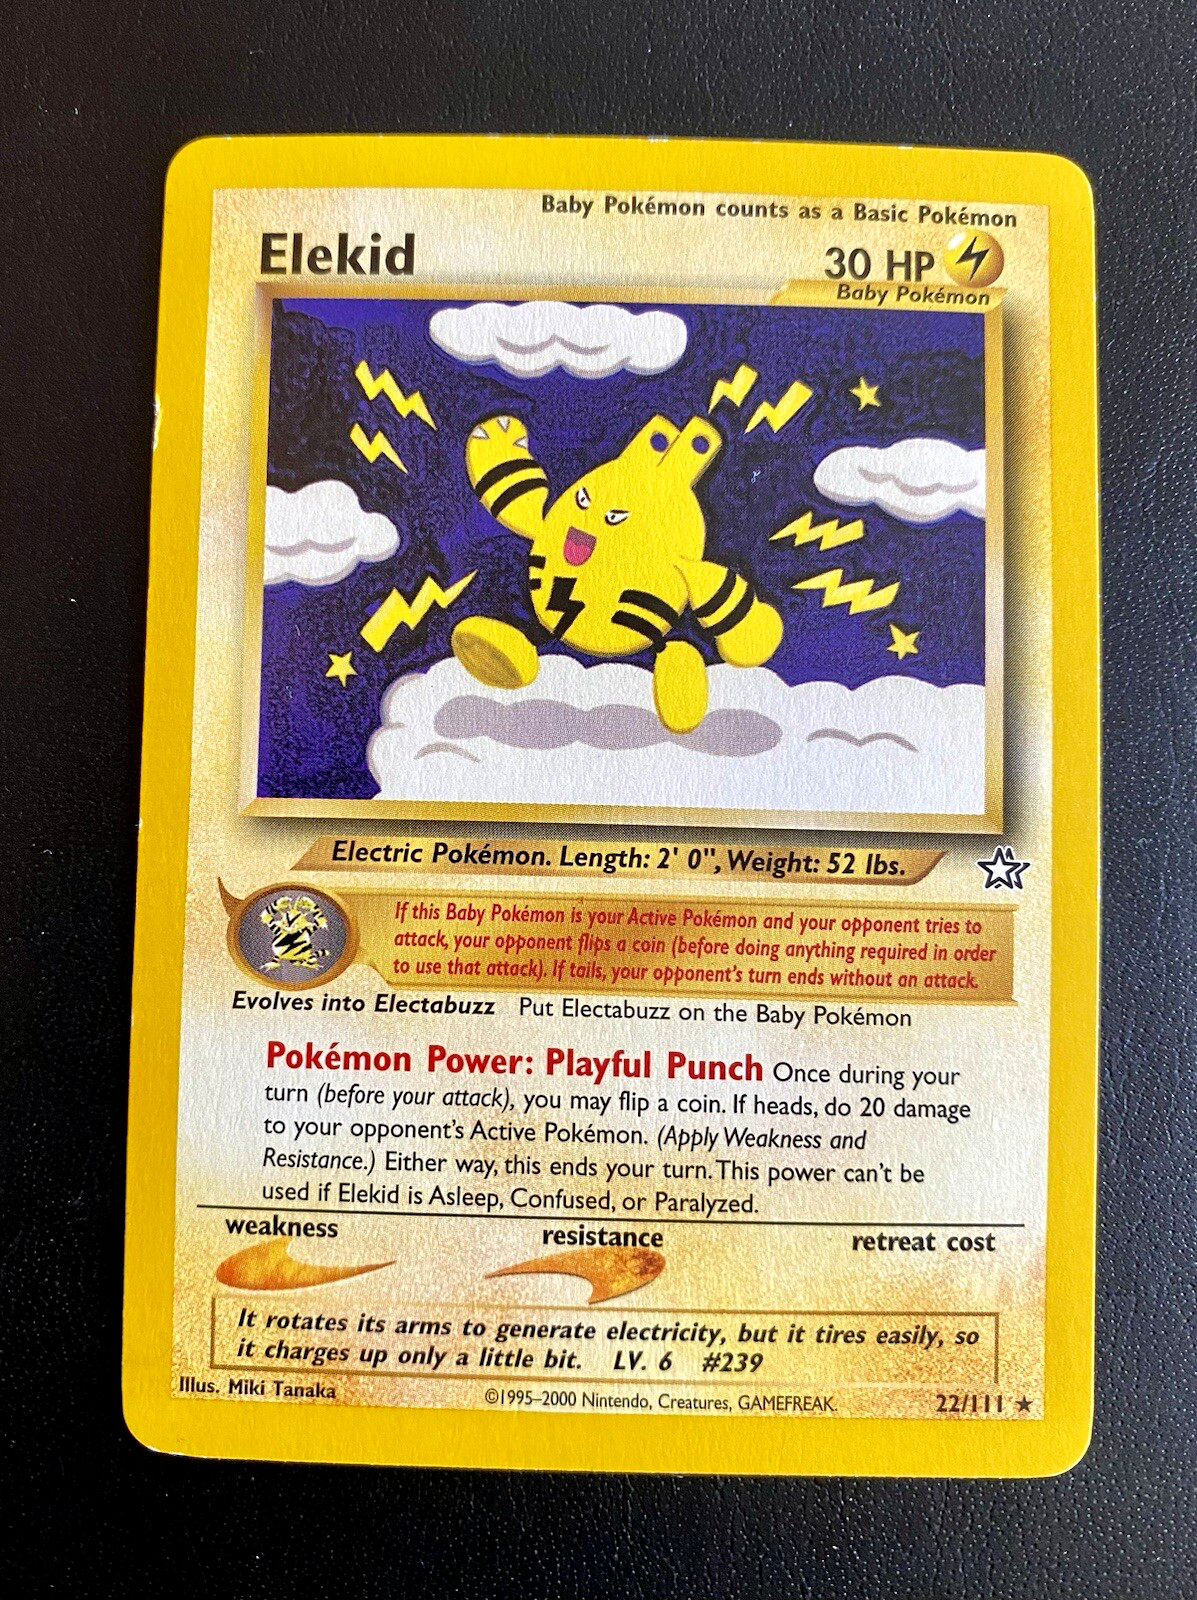 Baby Pokémon counts as a Basic Pokémon
Elekid
30 HP
Baby Pokémon
Electric Pokémon. Length: 2' 0", Weight: 52 lbs.
If this Baby Pokémon is your Active Pokémon and your opponent tries to
attack, your opponent flips a coin (before doing anything required in order
to use that attack). If tails, your opponent's turn ends without an attack.
Evolves into Electabuzz Put Electabuzz on the Baby Pokémon
Pokémon Power: Playful Punch Once during your
turn (before your attack), you may flip a coin. If heads, do 20 damage
to your opponent's Active Pokémon. (Apply Weakness and
Resistance.) Either way, this ends your turn. This power can't be
used if Elekid is Asleep, Confused, or Paralyzed.
weakness resistance retreat cost
It rotates its arms to generate electricity, but it tires easily, so
it charges up only a little bit. LV. 6 #239
Illus. Miki Tanaka ©1995–2000 Nintendo, Creatures, GAMEFREAK. 22/111 ★